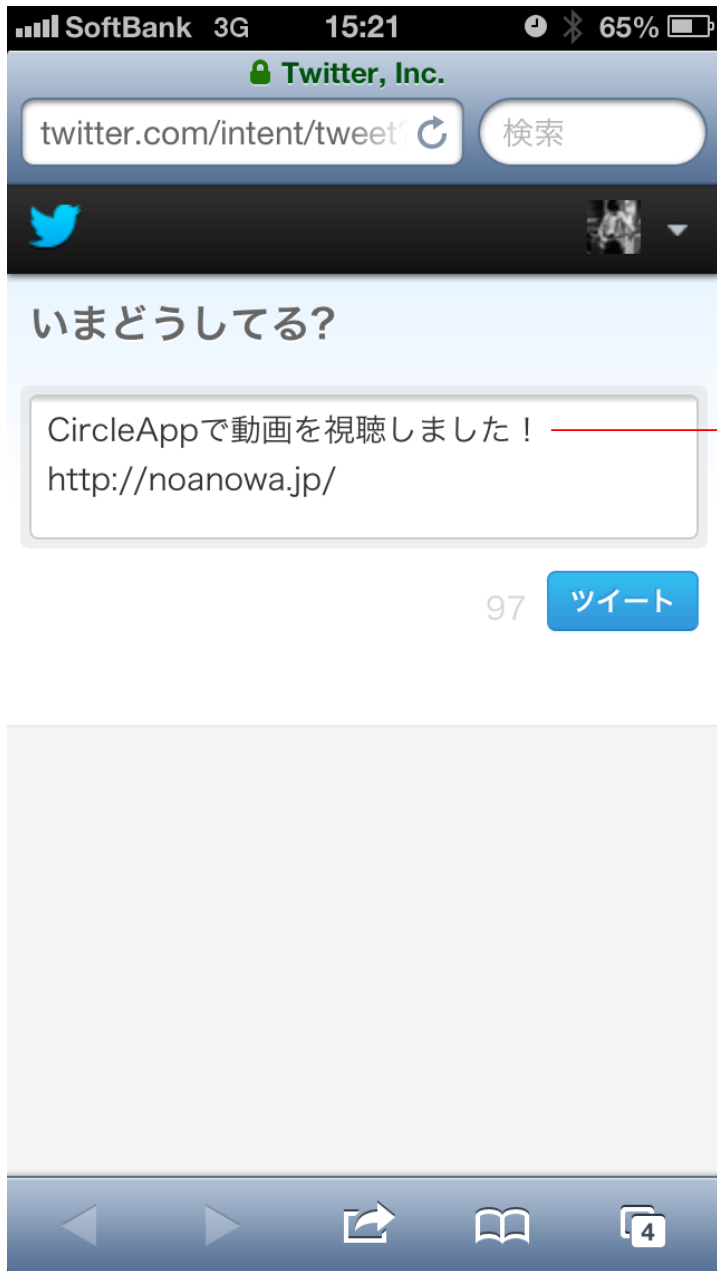 SoftBank 3G 15:21 65%
Twitter, Inc.
twitter.com/intent/tweet 検索
いまどうしてる?
CircleAppで動画を視聴しました！
http://noanowa.jp/
97 ツイート
4